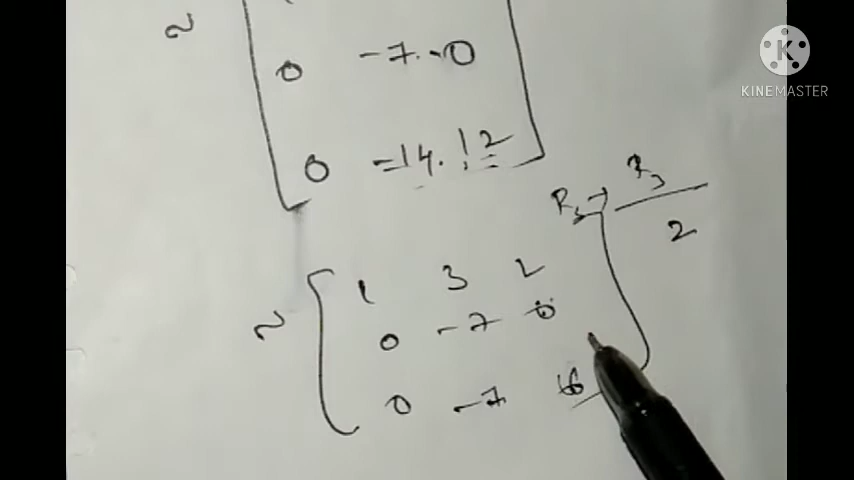 K
KINEMASTER
~
0 -7 -0
0 -14 12
R₃ → R₃/2
~ 1 3 2
0 -7 0
0 -7 6